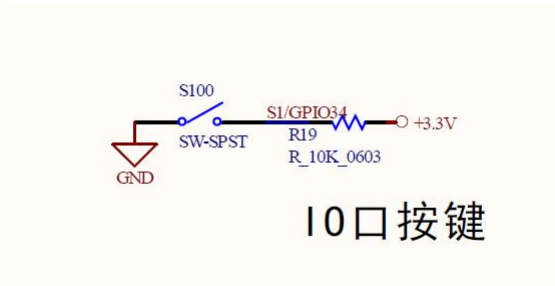 S100
S1/GPIO34
+3.3V
SW-SPST
R19
R_10K_0603
GND
IO口按键